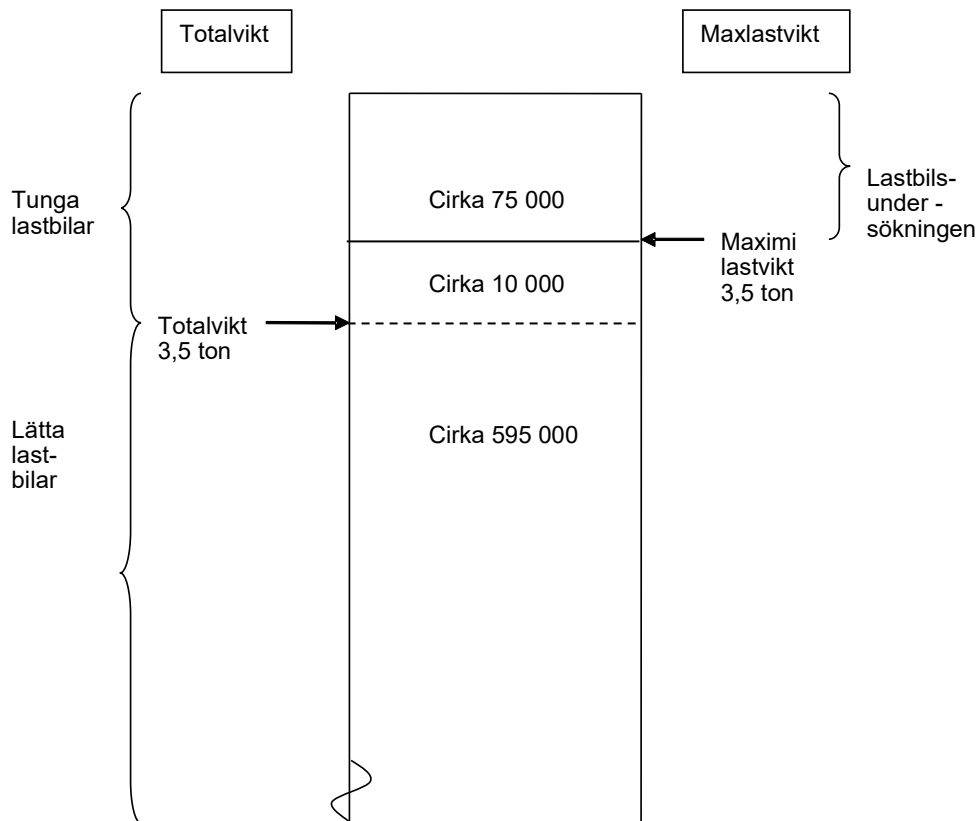 Totalvikt
Maxlastvikt
Tunga
lastbilar
Cirka 75 000
Lastbils-
under -
sökningen
Maximi
lastvikt
3,5 ton
Cirka 10 000
Totalvikt
3,5 ton
Lätta
last-
bilar
Cirka 595 000